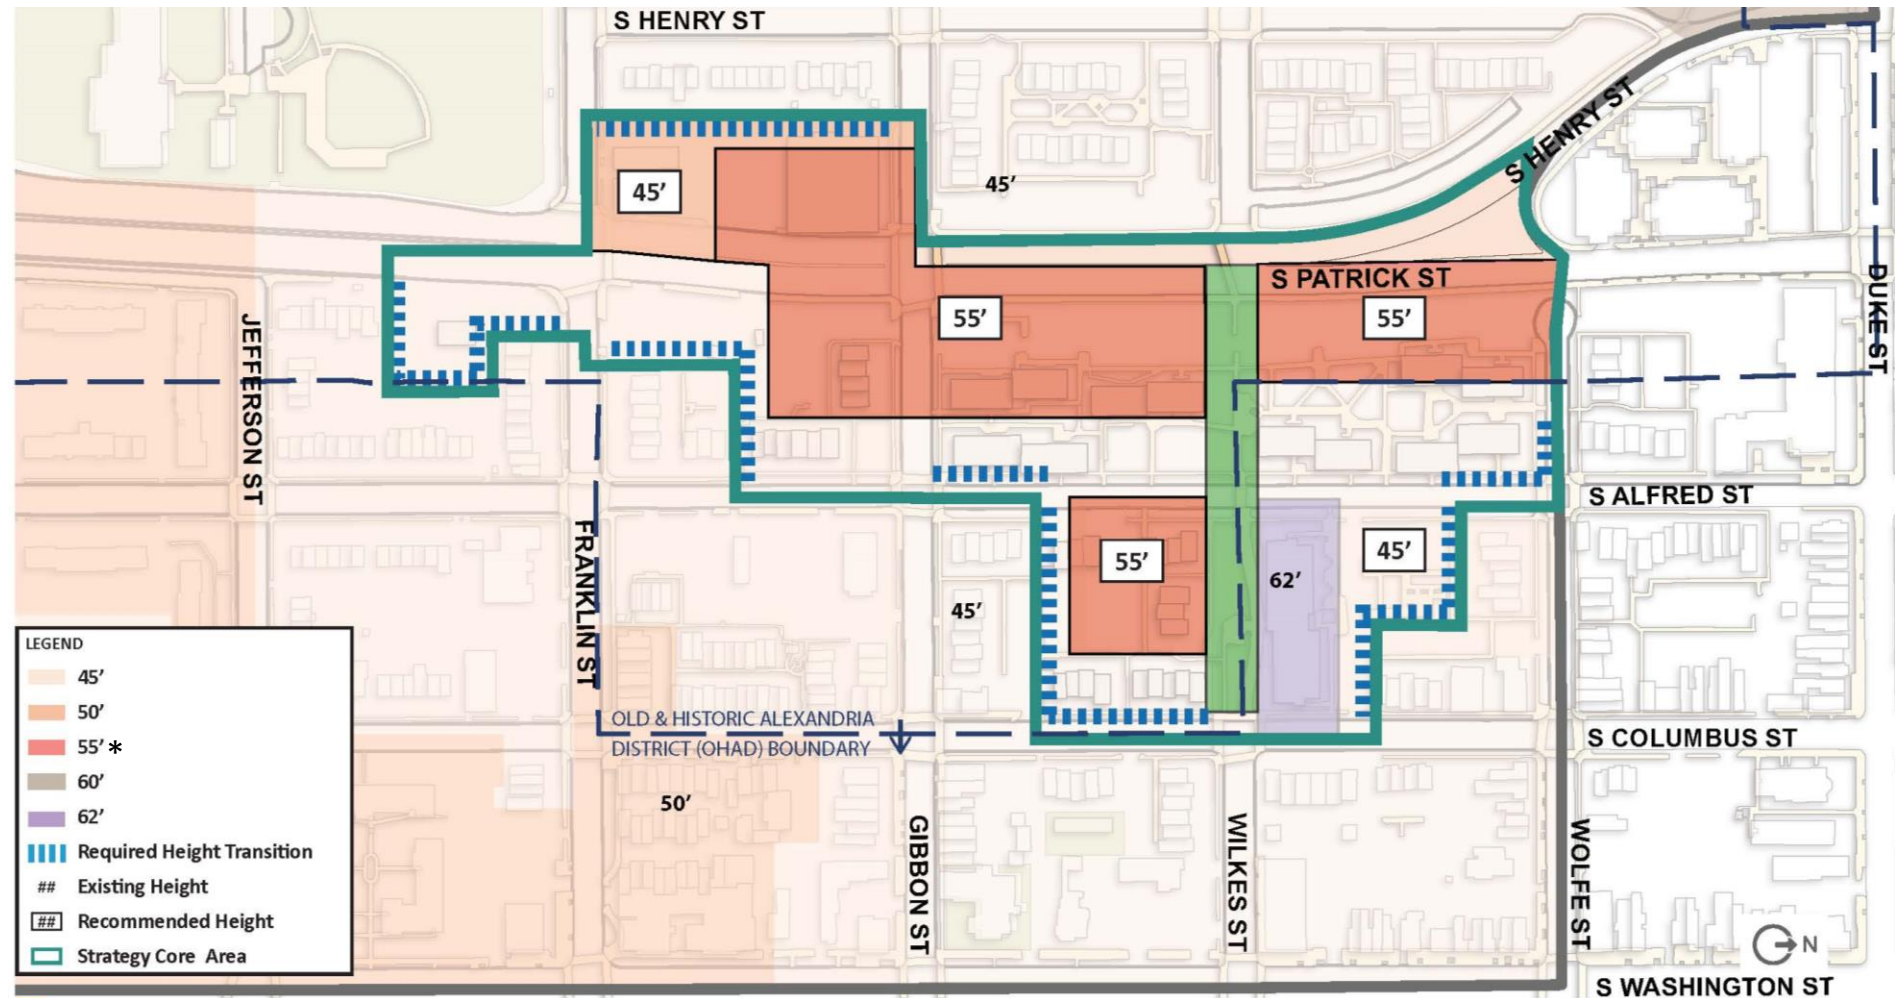 S HENRY ST
S HENRY ST
45'
45'
S PATRICK ST
55'
55'
DUKE ST
JEFFERSON ST
S ALFRED ST
FRANKLIN ST
55'
62'
45'
45'
OLD & HISTORIC ALEXANDRIA
DISTRICT (OHAD) BOUNDARY
S COLUMBUS ST
50'
GIBBON ST
WILKES ST
WOLFE ST
N
S WASHINGTON ST
LEGEND
45'
50'
55' *
60'
62'
Required Height Transition
## Existing Height
## Recommended Height
Strategy Core Area